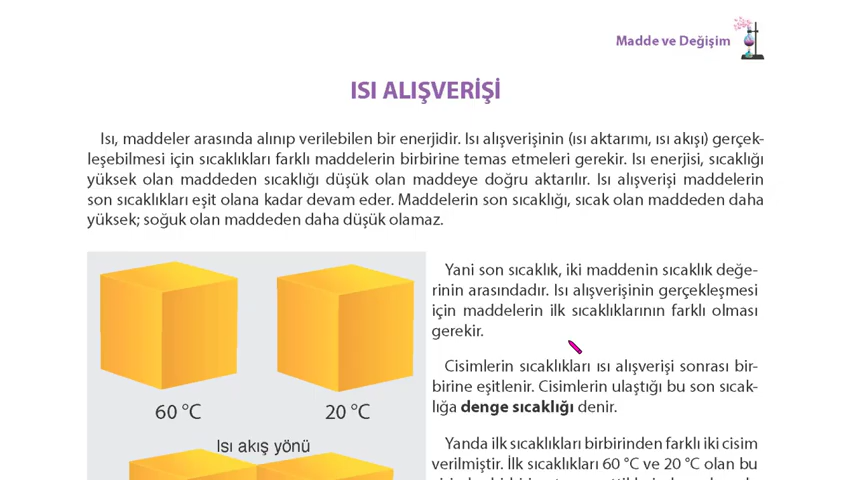 Madde ve Değişim
ISI ALIŞVERİŞİ
Isı, maddeler arasında alınıp verilebilen bir enerjidir. Isı alışverişinin (ısı aktarımı, ısı akışı) gerçek-
leşebilmesi için sıcaklıkları farklı maddelerin birbirine temas etmeleri gerekir. Isı enerjisi, sıcaklığı
yüksek olan maddeden sıcaklığı düşük olan maddeye doğru aktarılır. Isı alışverişi maddelerin
son sıcaklıkları eşit olana kadar devam eder. Maddelerin son sıcaklığı, sıcak olan maddeden daha
yüksek; soğuk olan maddeden daha düşük olamaz.
Yani son sıcaklık, iki maddenin sıcaklık değe-
rinin arasındadır. Isı alışverişinin gerçekleşmesi
için maddelerin ilk sıcaklıklarının farklı olması
gerekir.
Cisimlerin sıcaklıkları ısı alışverişi sonrası bir-
birine eşitlenir. Cisimlerin ulaştığı bu son sıcak-
lığa denge sıcaklığı denir.
60 °C
20 °C
Isı akış yönü
Yanda ilk sıcaklıkları birbirinden farklı iki cisim
verilmiştir. İlk sıcaklıkları 60 °C ve 20 °C olan bu